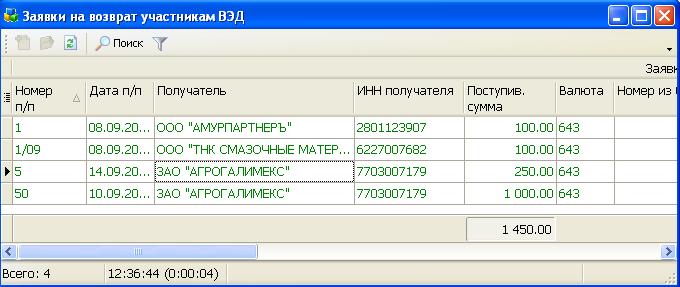 Заявки на возврат участникам ВЭД
Поиск
Заявк
Номер п/п Дата п/п Получатель ИНН получателя Поступив. сумма Валюта Номер из
1 08.09.20... ООО "АМУРПАРТНЕРЪ" 2801123907 100.00 643
1/09 08.09.20... ООО "ТНК СМАЗОЧНЫЕ МАТЕР... 6227007682 100.00 643
5 14.09.20... ЗАО "АГРОГАЛИМЕКС" 7703007179 250.00 643
50 10.09.20... ЗАО "АГРОГАЛИМЕКС" 7703007179 1 000.00 643
1 450.00
Всего: 4 12:36:44 (0:00:04)